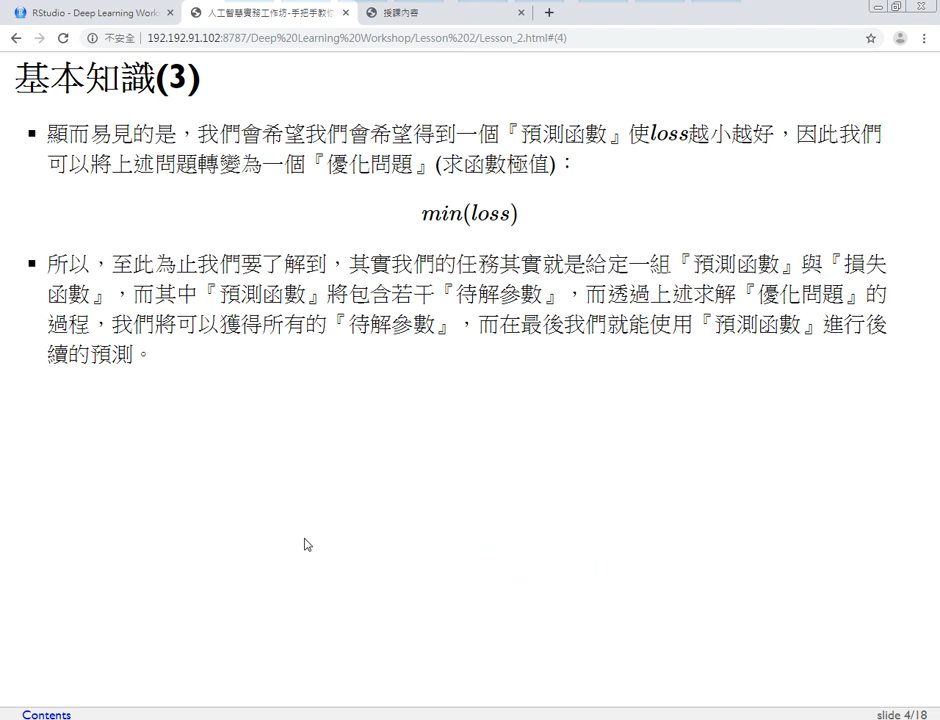 RStudio - Deep Learning Work
人工智慧實務工作坊-手把手教你
授課內容
不安全 192.192.91.102:8787/Deep%20Learning%20Workshop/Lesson%202/Lesson_2.html#(4)
基本知識(3)
顯而易見的是，我們會希望我們會希望得到一個『預測函數』使loss越小越好，因此我們
可以將上述問題轉變為一個『優化問題』(求函數極值)：
min(loss)
所以，至此為止我們要了解到，其實我們的任務其實就是給定一組『預測函數』與『損失
函數』，而其中『預測函數』將包含若干『待解參數』，而透過上述求解『優化問題』的
過程，我們將可以獲得所有的『待解參數』，而在最後我們就能使用『預測函數』進行後
續的預測。
Contents
slide 4/18